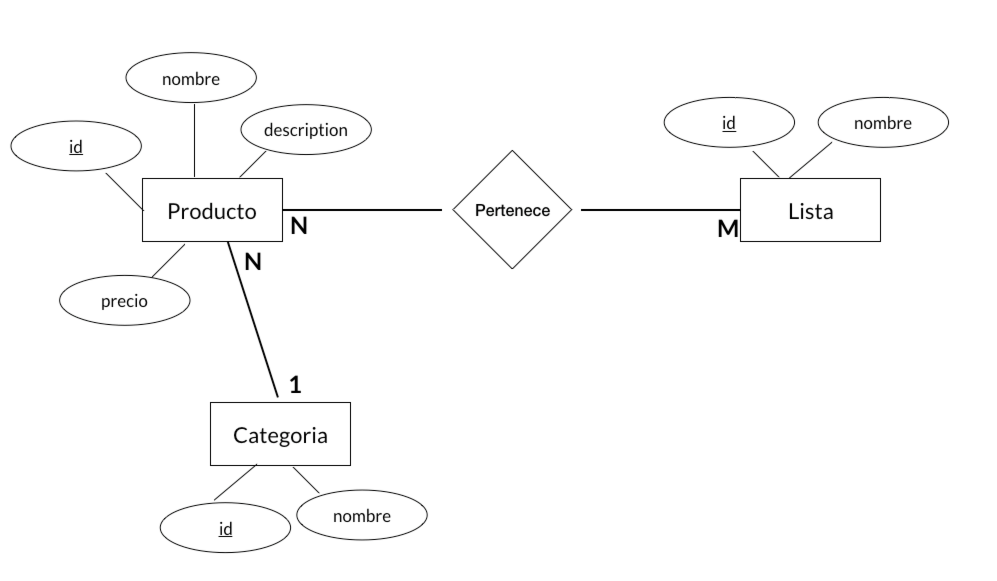 nombre
description
id
Producto
N
N
precio
Pertenece
id
nombre
M
Lista
1
Categoria
id
nombre